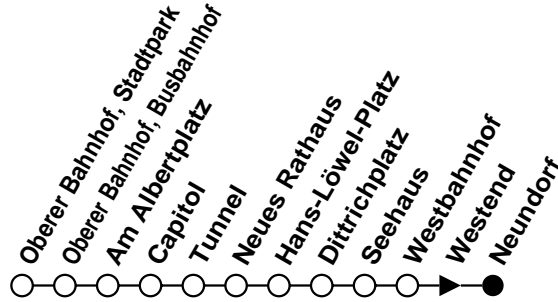 Oberer Bahnhof, Stadtpark
Oberer Bahnhof, Busbahnhof
Am Albertplatz
Capitol
Tunnel
Neues Rathaus
Hans-Löwel-Platz
Dittrichplatz
Seehaus
Westbahnhof
Westend
Neundorf